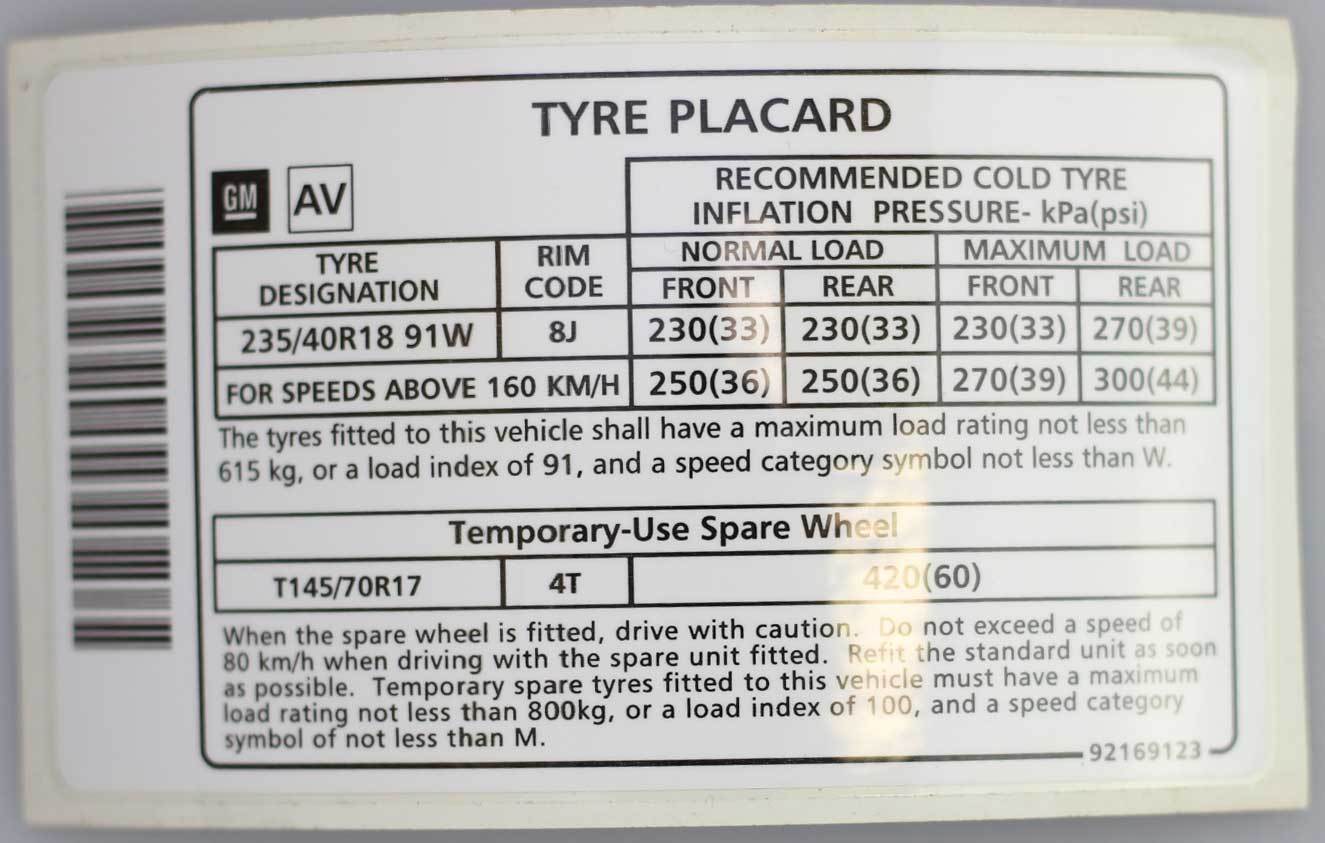 TYRE PLACARD
GM AV
RECOMMENDED COLD TYRE
INFLATION PRESSURE- kPa(psi)
TYRE DESIGNATION RIM CODE NORMAL LOAD MAXIMUM LOAD
FRONT REAR FRONT REAR
235/40R18 91W 8J 230(33) 230(33) 230(33) 270(39)
FOR SPEEDS ABOVE 160 KM/H 250(36) 250(36) 270(39) 300(44)
The tyres fitted to this vehicle shall have a maximum load rating not less than
615 kg, or a load index of 91, and a speed category symbol not less than W.
Temporary-Use Spare Wheel
T145/70R17 4T 420(60)
When the spare wheel is fitted, drive with caution. Do not exceed a speed of
80 km/h when driving with the spare unit fitted. Refit the standard unit as soon
as possible. Temporary spare tyres fitted to this vehicle must have a maximum
load rating not less than 800kg, or a load index of 100, and a speed category
symbol of not less than M.
92169123